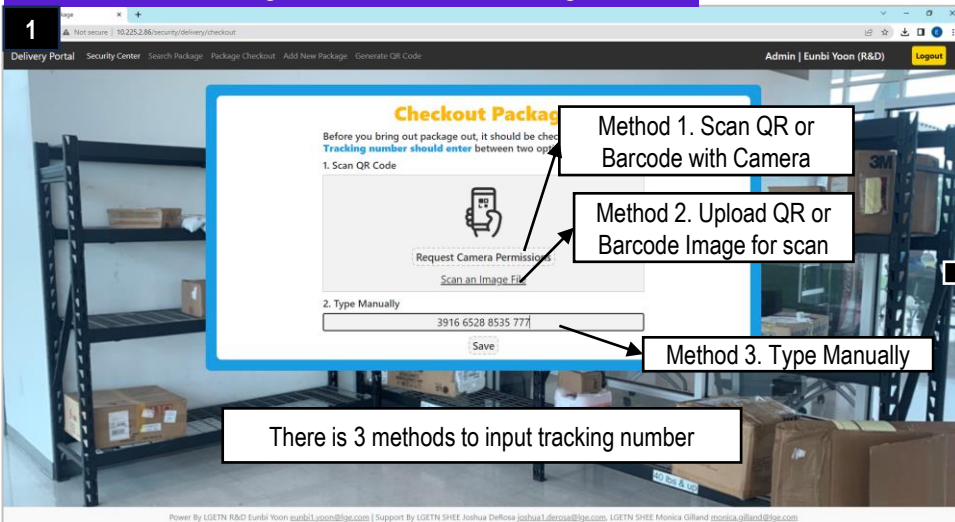 1
Not secure | 10.225.2.86/security/delivery/checkout
Delivery Portal Security Center Search Package Package Checkout Add New Package Generate QR Code Admin | Eunbi Yoon (R&D) Logout
Checkout
Before you bring out package out, it should be
Tracking number should enter between two
1. Scan QR Code
Request Camera Permissions
Scan an Image File
2. Type Manually
3916 6528 8535 777
Save
Method 1. Scan QR or
Barcode with Camera
Method 2. Upload QR or
Barcode Image for scan
Method 3. Type Manually
There is 3 methods to input tracking number
3M
40 lbs & up
Power By LGETN R&D Eunbi Yoon eunbi1.yoon@lge.com | Support By LGETN SHEE Joshua DeRosa joshua1.derosa@lge.com, LGETN SHEE Monica Gilland monica.gilland@lge.com